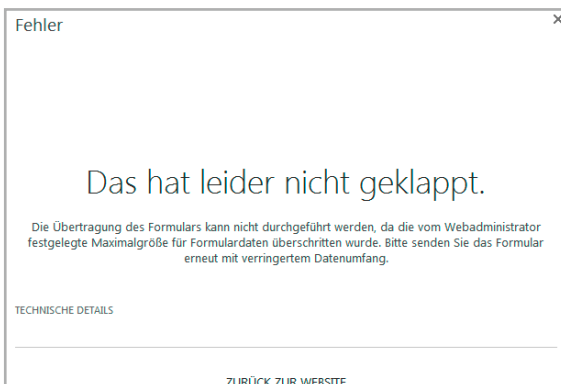 Fehler
Das hat leider nicht geklappt.
Die Übertragung des Formulars kann nicht durchgeführt werden, da die vom Webadministrator
festgelegte Maximalgröße für Formulardaten überschritten wurde. Bitte senden Sie das Formular
erneut mit verringertem Datenumfang.
TECHNISCHE DETAILS
ZURÜCK ZUR WEBSITE